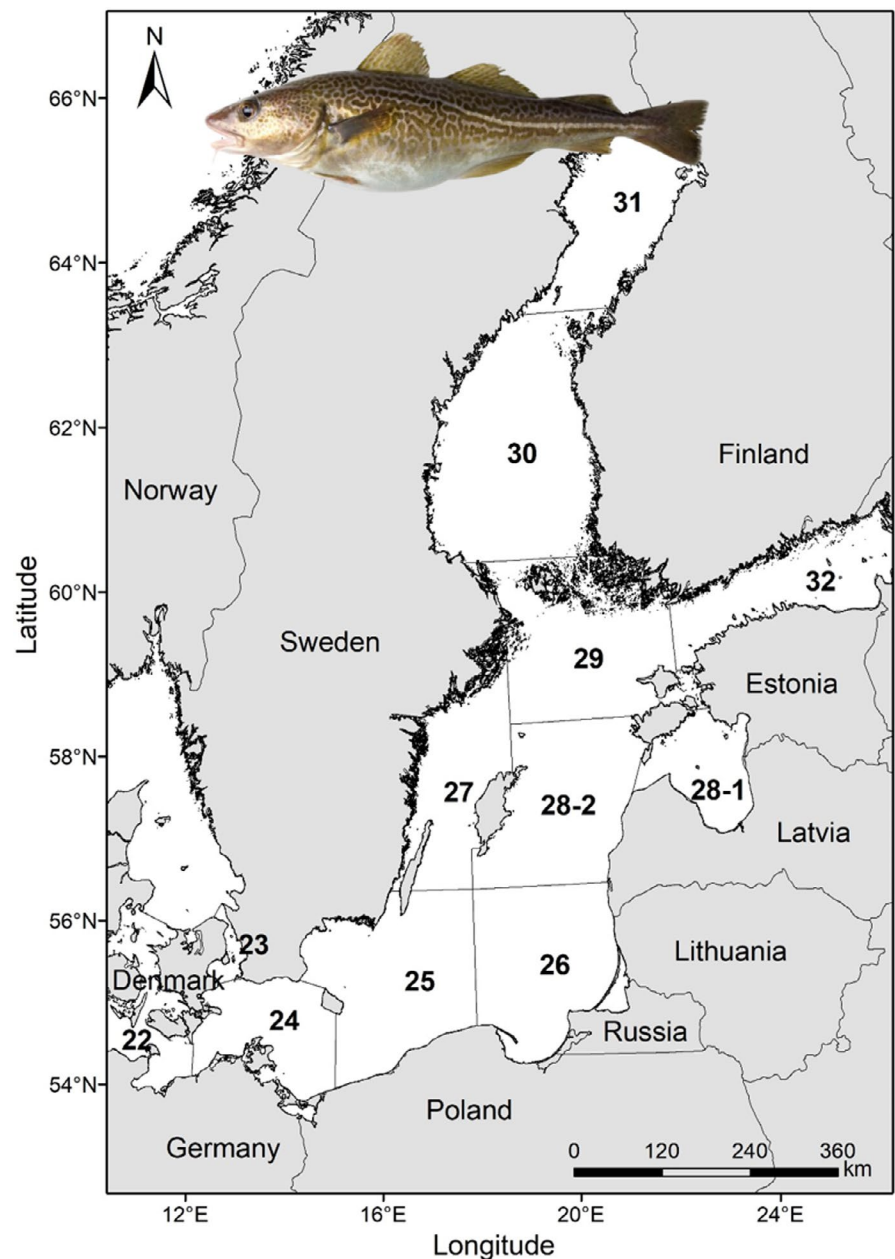 N
66°N
31
64°N
62°N
30
Finland
Norway
Latitude
60°N
32
Sweden
29
Estonia
58°N
27
28-2
28-1
Latvia
56°N
23
25
26
Lithuania
Denmark
24
22
Russia
54°N
Poland
Germany
0 120 240 360
km
12°E 16°E 20°E 24°E
Longitude